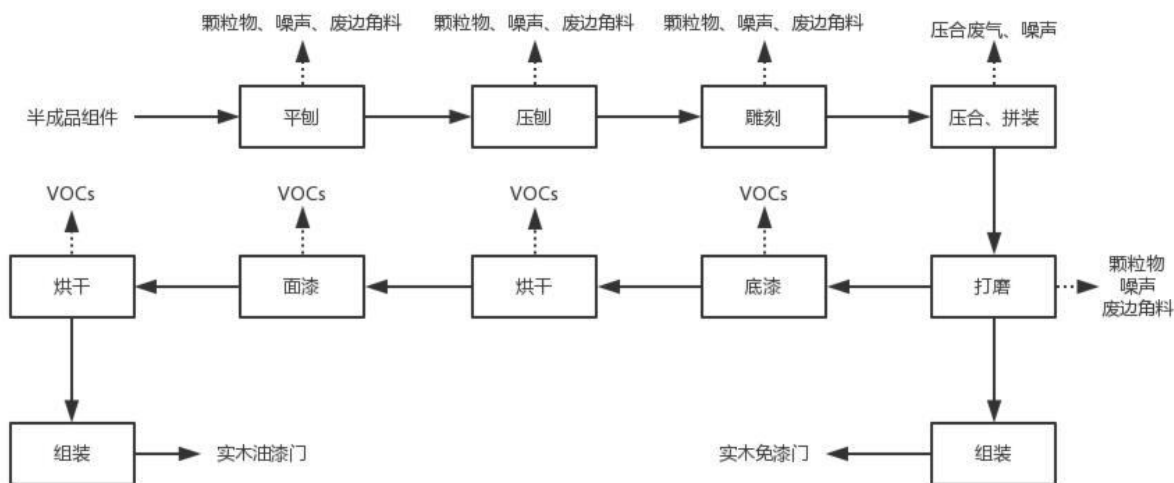 颗粒物、噪声、废边角料
颗粒物、噪声、废边角料
颗粒物、噪声、废边角料
压合废气、噪声
半成品组件
平刨
压刨
雕刻
压合、拼装
VOCs
VOCs
VOCs
VOCs
烘干
面漆
烘干
底漆
打磨
颗粒物
噪声
废边角料
组装
实木油漆门
实木免漆门
组装